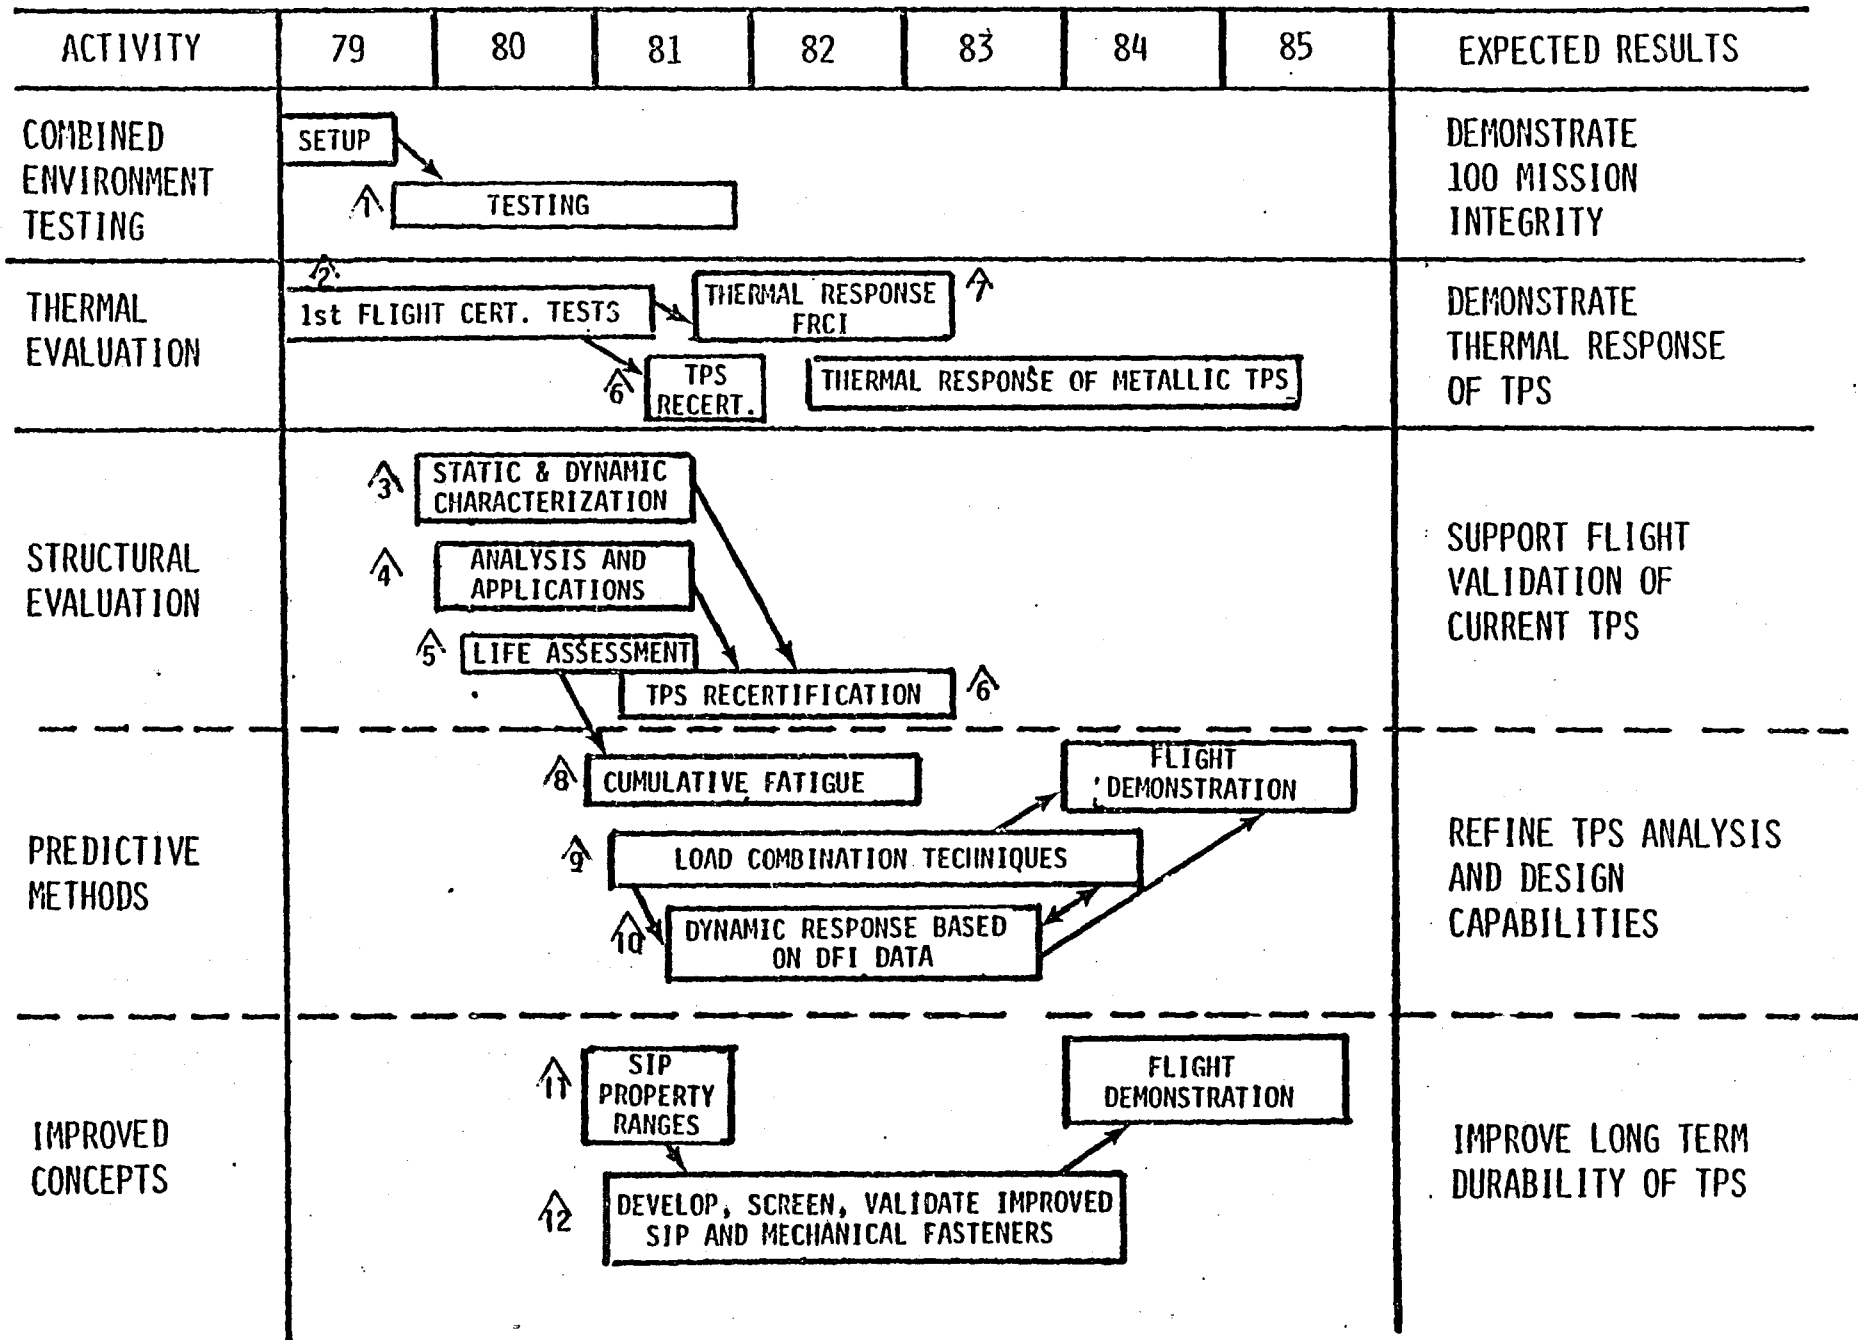 ACTIVITY 79 80 81 82 83 84 85 EXPECTED RESULTS
COMBINED
ENVIRONMENT
TESTING
SETUP
1
TESTING
DEMONSTRATE
100 MISSION
INTEGRITY
THERMAL
EVALUATION
2
1st FLIGHT CERT. TESTS
THERMAL RESPONSE
FRCI
7
6
TPS
RECERT.
THERMAL RESPONSE OF METALLIC TPS
DEMONSTRATE
THERMAL RESPONSE
OF TPS
STRUCTURAL
EVALUATION
3
STATIC & DYNAMIC
CHARACTERIZATION
4
ANALYSIS AND
APPLICATIONS
5
LIFE ASSESSMENT
TPS RECERTIFICATION
6
SUPPORT FLIGHT
VALIDATION OF
CURRENT TPS
PREDICTIVE
METHODS
8
CUMULATIVE FATIGUE
FLIGHT
DEMONSTRATION
9
LOAD COMBINATION TECHNIQUES
10
DYNAMIC RESPONSE BASED
ON DFI DATA
REFINE TPS ANALYSIS
AND DESIGN
CAPABILITIES
IMPROVED
CONCEPTS
11
SIP
PROPERTY
RANGES
FLIGHT
DEMONSTRATION
12
DEVELOP, SCREEN, VALIDATE IMPROVED
SIP AND MECHANICAL FASTENERS
IMPROVE LONG TERM
DURABILITY OF TPS